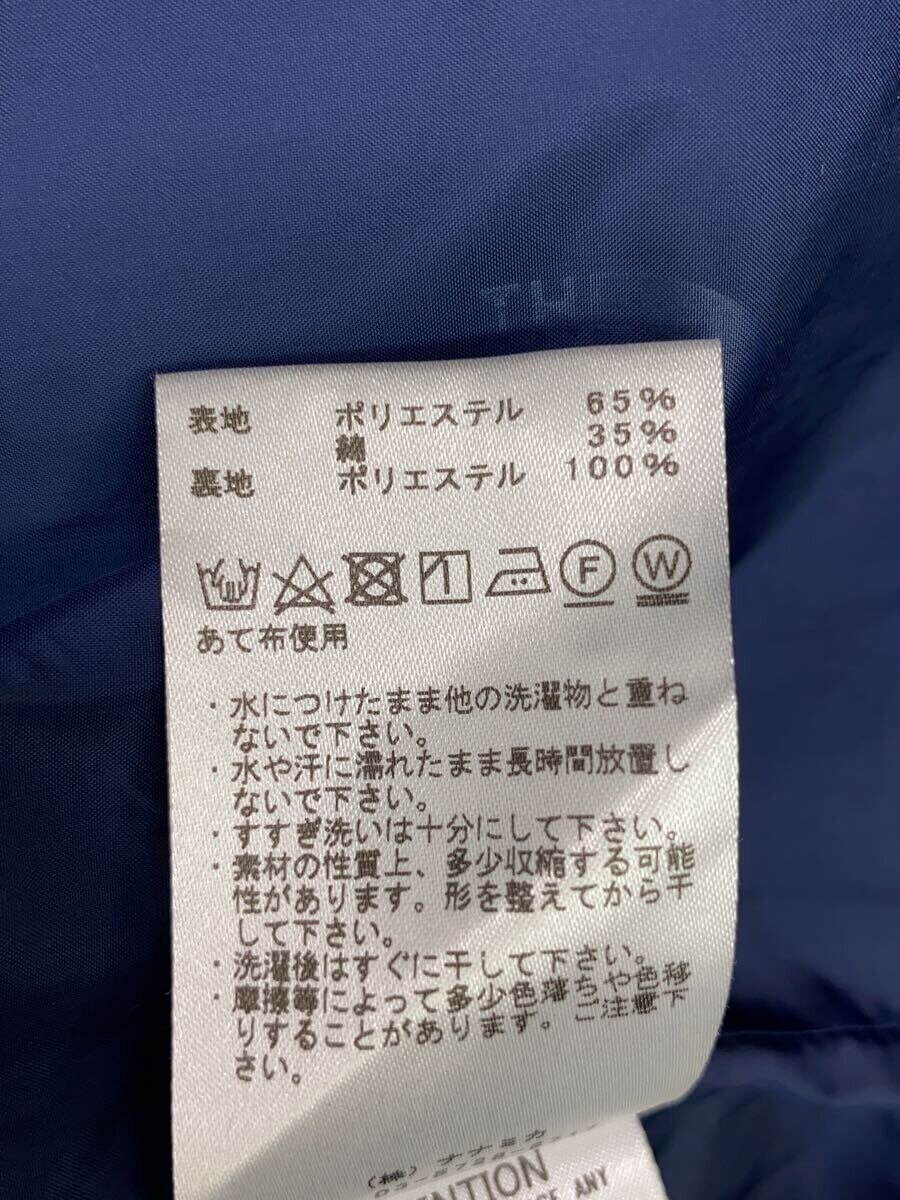 THE
表地 ポリエステル 65%
綿 35%
裏地 ポリエステル 100%
F W
あて布使用
・水につけたまま他の洗濯物と重ね
ないで下さい。
・水や汗に濡れたまま長時間放置し
ないで下さい。
・すすぎ洗いは十分にして下さい。
・素材の性質上、多少収縮する可能
性があります。形を整えてから干
して下さい。
・洗濯後はすぐに干して下さい。
・摩擦等によって多少色落ちや色移
りすることがあります。ご注意下
さい。
(株)ナナミカ